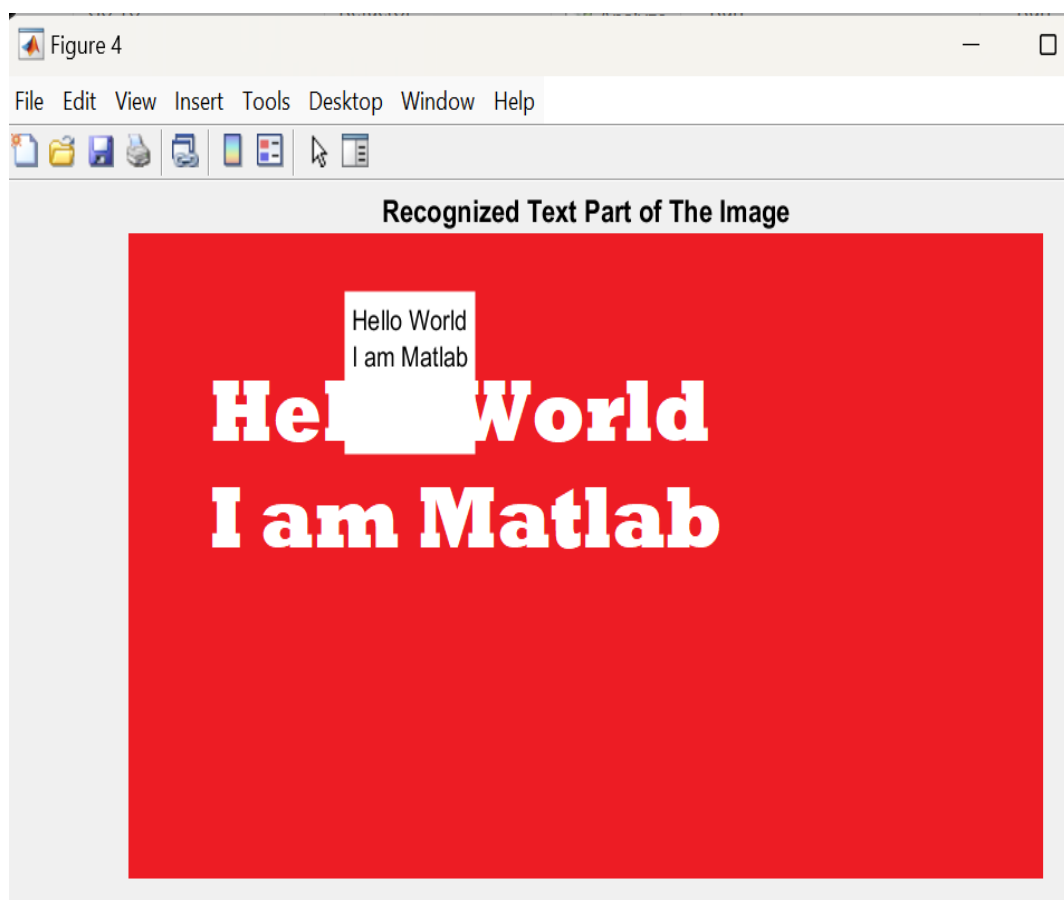 Figure 4
File Edit View Insert Tools Desktop Window Help
Recognized Text Part of The Image
Hello World
I am Matlab
Hel World
I am Matlab